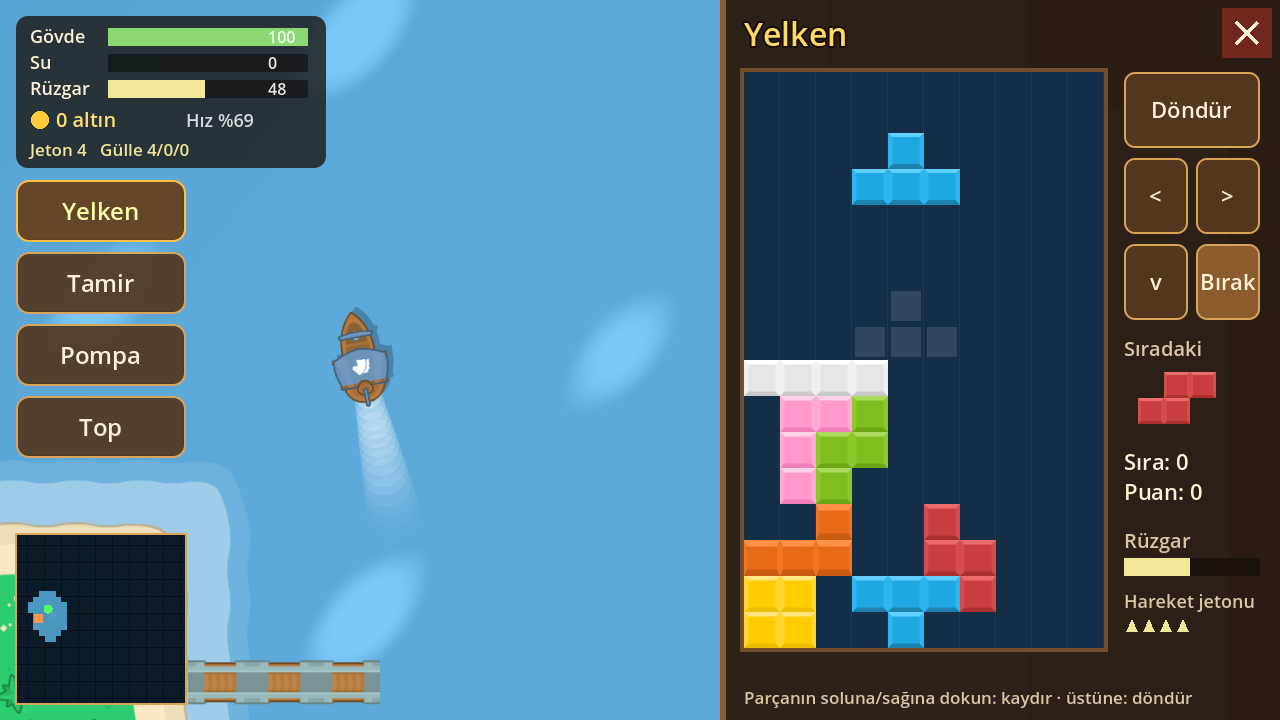 Gövde 100
Su 0
Rüzgar 48
0 altın Hız %69
Jeton 4 Gülle 4/0/0
Yelken
Tamir
Pompa
Top
Yelken
Döndür
< >
v Bırak
Sıradaki
Sıra: 0
Puan: 0
Rüzgar
Hareket jetonu
Parçanın soluna/sağına dokun: kaydır · üstüne: döndür